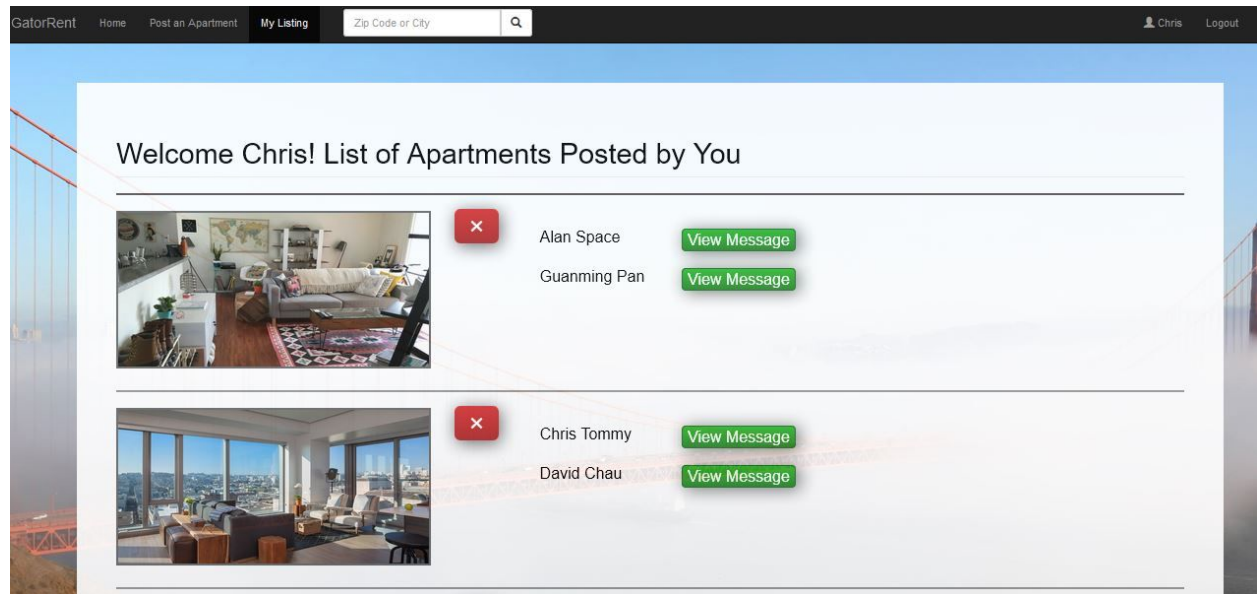 GatorRent Home Post an Apartment My Listing Zip Code or City Chris Logout
Welcome Chris! List of Apartments Posted by You
Alan Space View Message
Guanming Pan View Message
Chris Tommy View Message
David Chau View Message